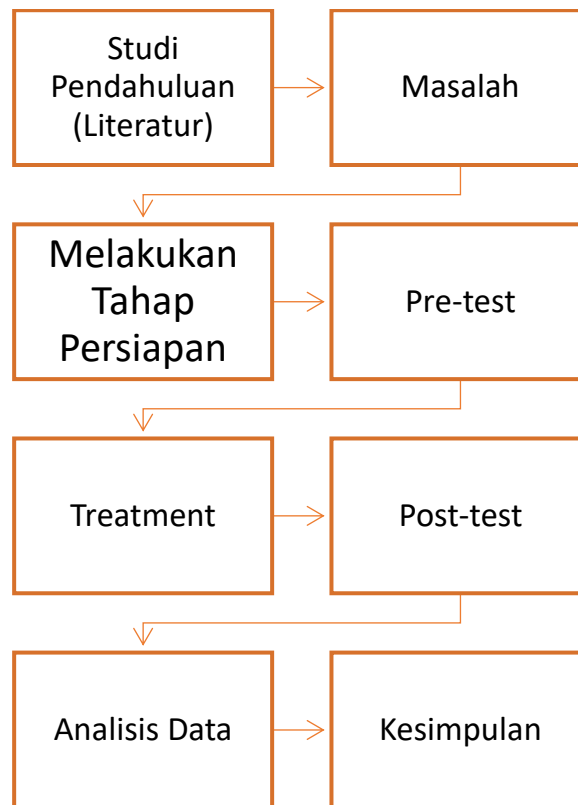 Studi
Pendahuluan
(Literatur)
Masalah
Melakukan
Tahap
Persiapan
Pre-test
Treatment
Post-test
Analisis Data
Kesimpulan